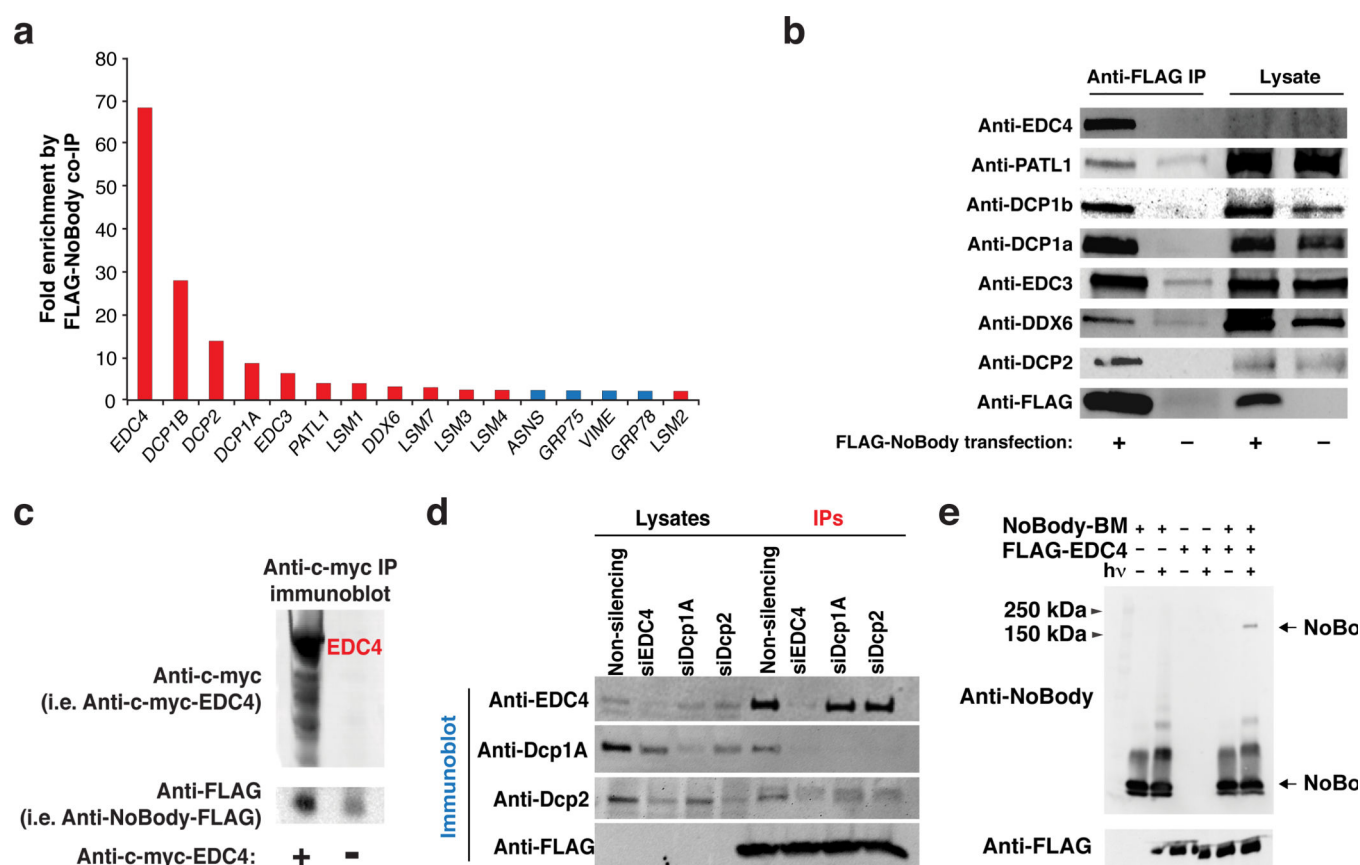 a
Fold enrichment by
FLAG-NoBody co-IP
80
70
60
50
40
30
20
10
0
EDC4
DCP1B
DCP2
DCP1A
EDC3
PATL1
LSM1
DDX6
LSM7
LSM3
LSM4
ASNS
GRP75
VIME
GRP78
LSM2
b
Anti-FLAG IP Lysate
Anti-EDC4
Anti-PATL1
Anti-DCP1b
Anti-DCP1a
Anti-EDC3
Anti-DDX6
Anti-DCP2
Anti-FLAG
FLAG-NoBody transfection: + − + −
c
Anti-c-myc IP
immunoblot
EDC4
Anti-c-myc
(i.e. Anti-c-myc-EDC4)
Anti-FLAG
(i.e. Anti-NoBody-FLAG)
Anti-c-myc-EDC4: + −
d
Lysates IPs
Non-silencing
siEDC4
siDcp1A
siDcp2
Non-silencing
siEDC4
siDcp1A
siDcp2
Immunoblot
Anti-EDC4
Anti-Dcp1A
Anti-Dcp2
Anti-FLAG
e
NoBody-BM + + − − + +
FLAG-EDC4 − − + + + +
hν − + − + − +
250 kDa
150 kDa
NoBo
Anti-NoBody
NoBo
Anti-FLAG